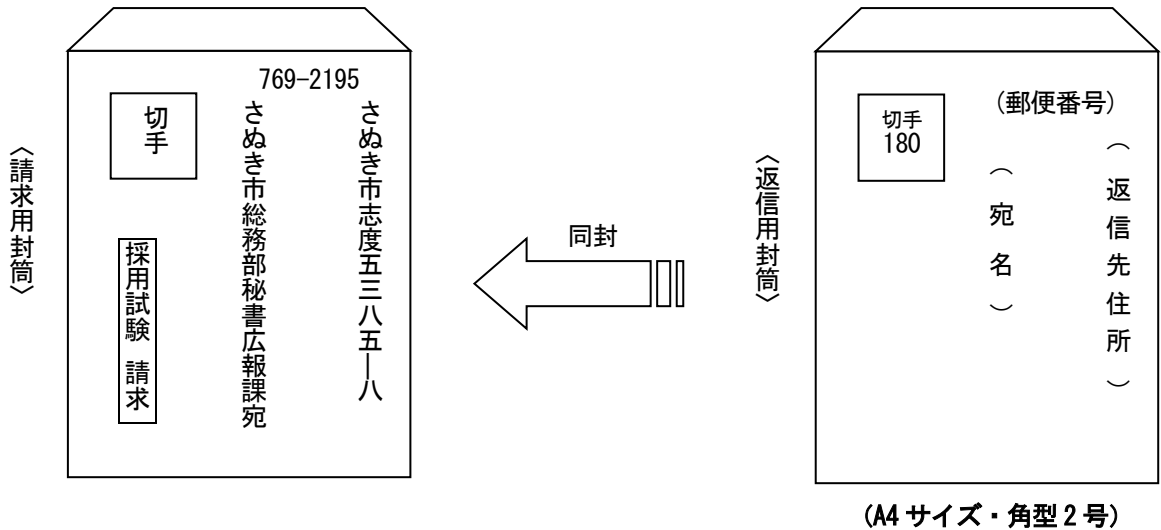 〈請求用封筒〉
769-2195
さぬき市志度五三八五―八
さぬき市総務部秘書広報課宛
切手
採用試験 請求
同封
〈返信用封筒〉
(郵便番号)
(返信先住所)
(宛名)
切手
180
(A4 サイズ・角型2号)